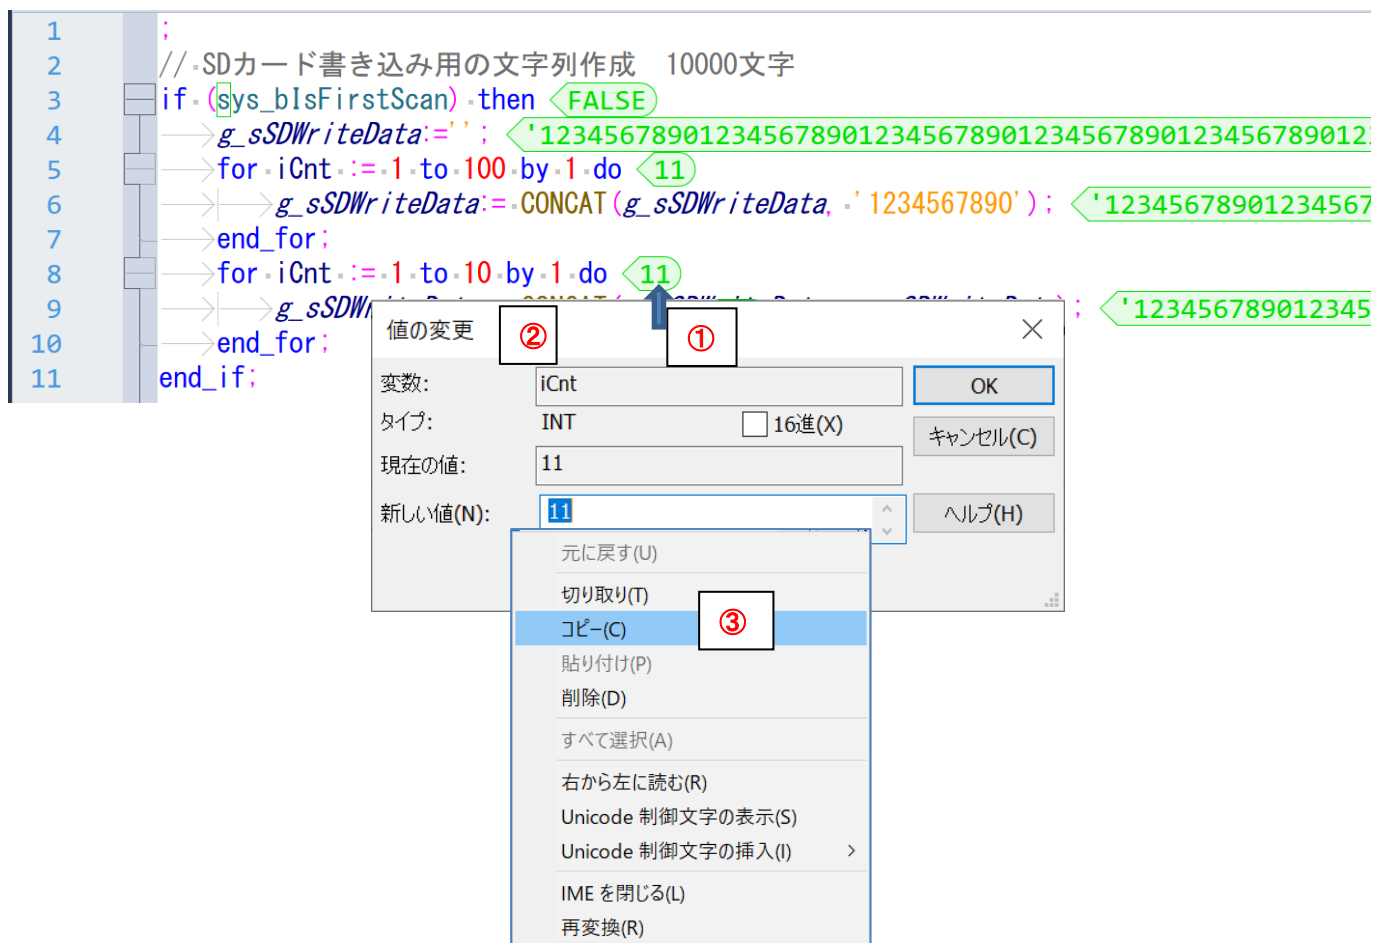 1 ;
2 // SDカード書き込み用の文字列作成 10000文字
3 if (sys_bIsFirstScan) then FALSE
4 g_sSDWriteData:=''; '12345678901234567890123456789012345678901234567890123456789012
5 for iCnt := 1 to 100 by 1 do 11
6 g_sSDWriteData:= CONCAT(g_sSDWriteData, '1234567890'); '12345678901234567
7 end_for;
8 for iCnt := 1 to 10 by 1 do 11
9 ); '123456789012345
10 end_for;
11 end_if;
値の変更
②
①
変数: iCnt
OK
タイプ: INT
16進(X)
キャンセル(C)
現在の値: 11
新しい値(N): 11
ヘルプ(H)
元に戻す(U)
切り取り(T)
コピー(C)
③
貼り付け(P)
削除(D)
すべて選択(A)
右から左に読む(R)
Unicode 制御文字の表示(S)
Unicode 制御文字の挿入(I)
IME を閉じる(L)
再変換(R)